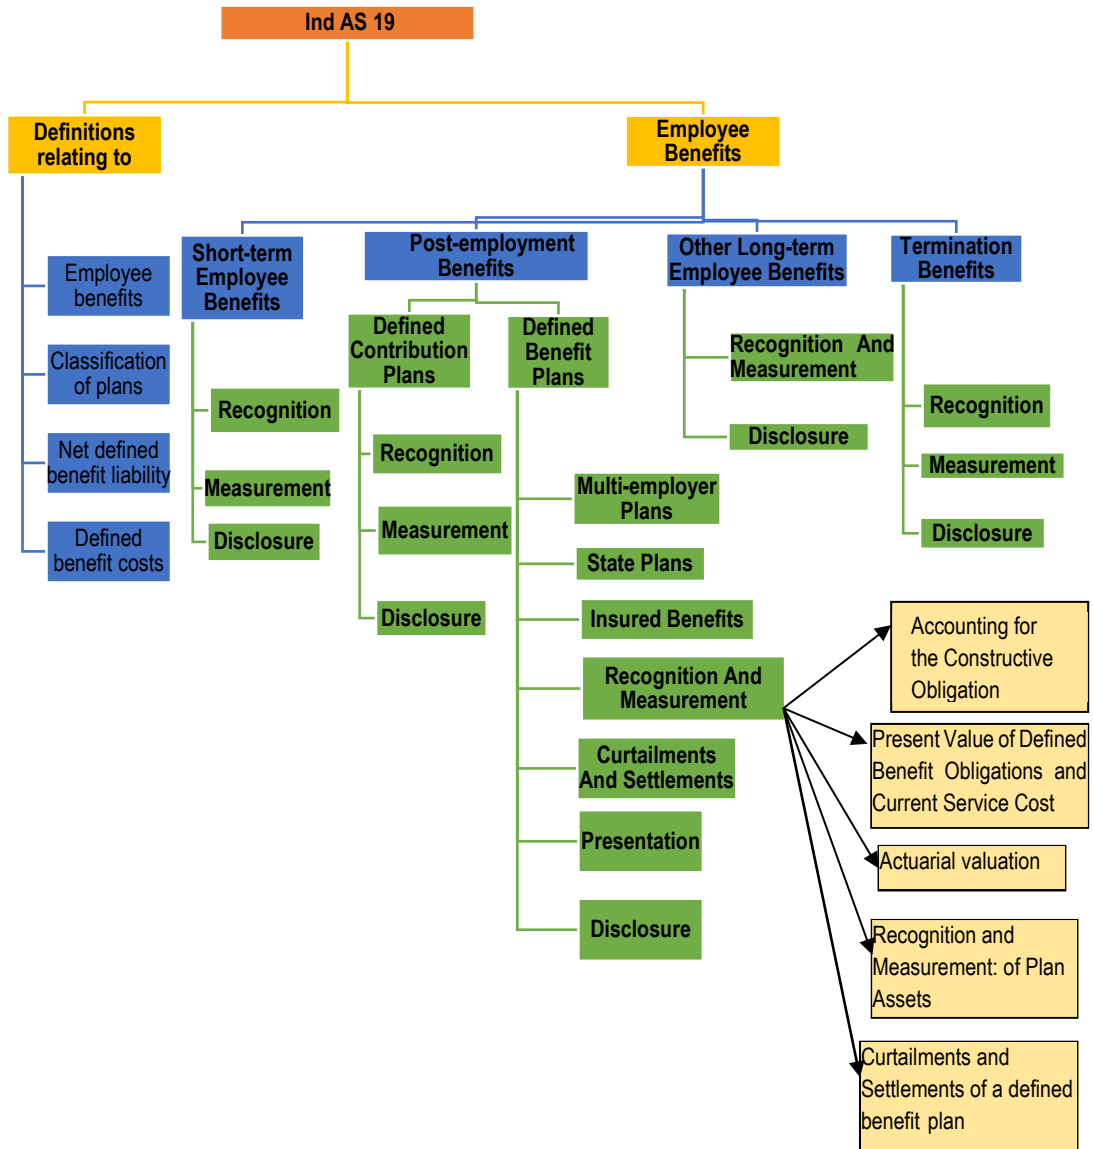 Ind AS 19
Definitions
relating to
Employee
benefits
Classification
of plans
Net defined
benefit liability
Defined
benefit costs
Employee
Benefits
Short-term
Employee
Benefits
Recognition
Measurement
Disclosure
Post-employment
Benefits
Defined
Contribution
Plans
Recognition
Measurement
Disclosure
Defined
Benefit
Plans
Multi-employer
Plans
State Plans
Insured Benefits
Recognition And
Measurement
Accounting for
the Constructive
Obligation
Present Value of Defined
Benefit Obligations and
Current Service Cost
Actuarial valuation
Recognition and
Measurement: of Plan
Assets
Curtailments and
Settlements of a defined
benefit plan
Curtailments
And Settlements
Presentation
Disclosure
Other Long-term
Employee Benefits
Recognition And
Measurement
Disclosure
Termination
Benefits
Recognition
Measurement
Disclosure